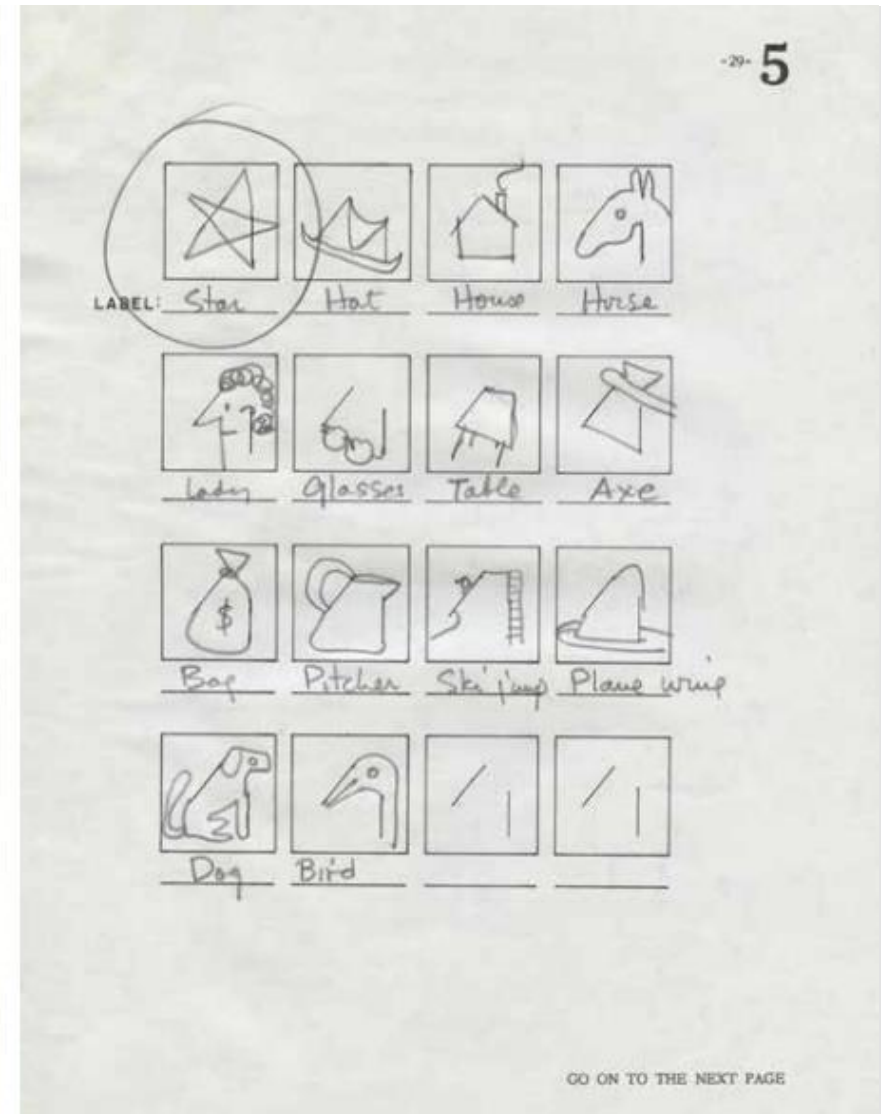 -29- 5
LABEL: Star Hat House Horse
Lady Glasses Table Axe
$
Bag Pitcher Ski jump Plane wing
Dog Bird
GO ON TO THE NEXT PAGE